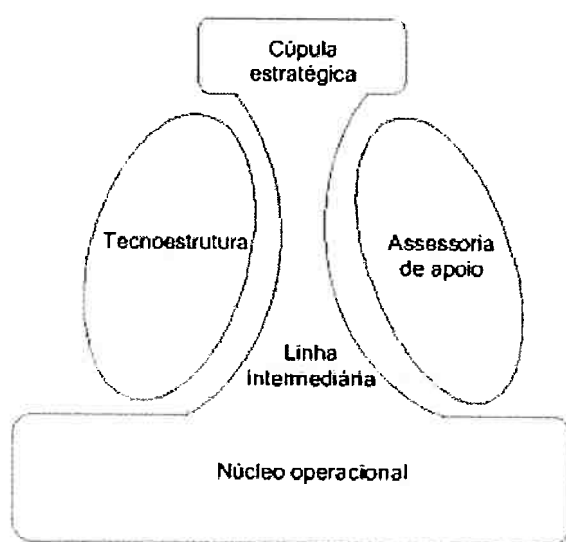 Cúpula
estratégica
Tecnoestrutura
Assessoria
de apoio
Linha
intermediária
Núcleo operacional